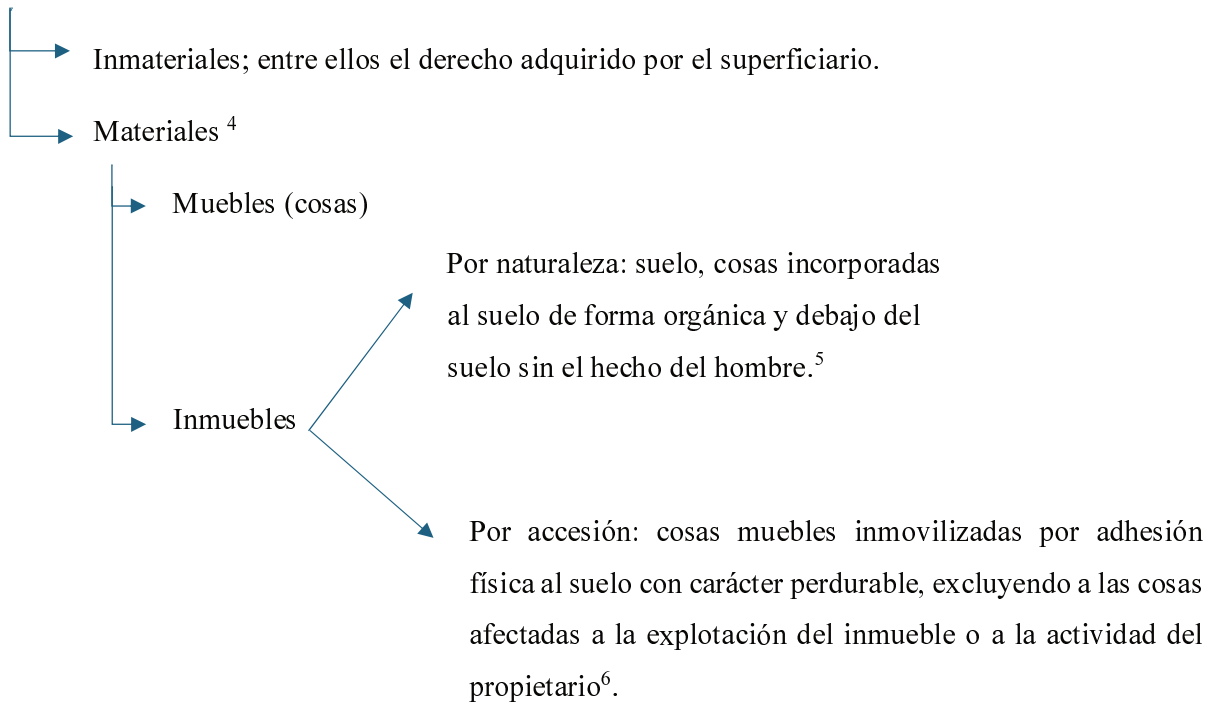 Inmateriales; entre ellos el derecho adquirido por el superficiario.
Materiales ⁴
Muebles (cosas)
Por naturaleza: suelo, cosas incorporadas
al suelo de forma orgánica y debajo del
suelo sin el hecho del hombre.⁵
Inmuebles
Por accesión: cosas muebles inmovilizadas por adhesión
física al suelo con carácter perdurable, excluyendo a las cosas
afectadas a la explotación del inmueble o a la actividad del
propietario⁶.